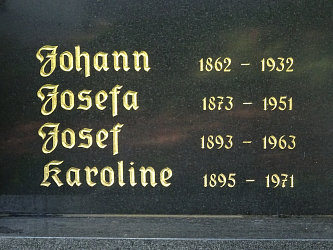 Johann 1862 - 1932
Josefa 1873 - 1951
Josef 1893 - 1963
Karoline 1895 - 1971